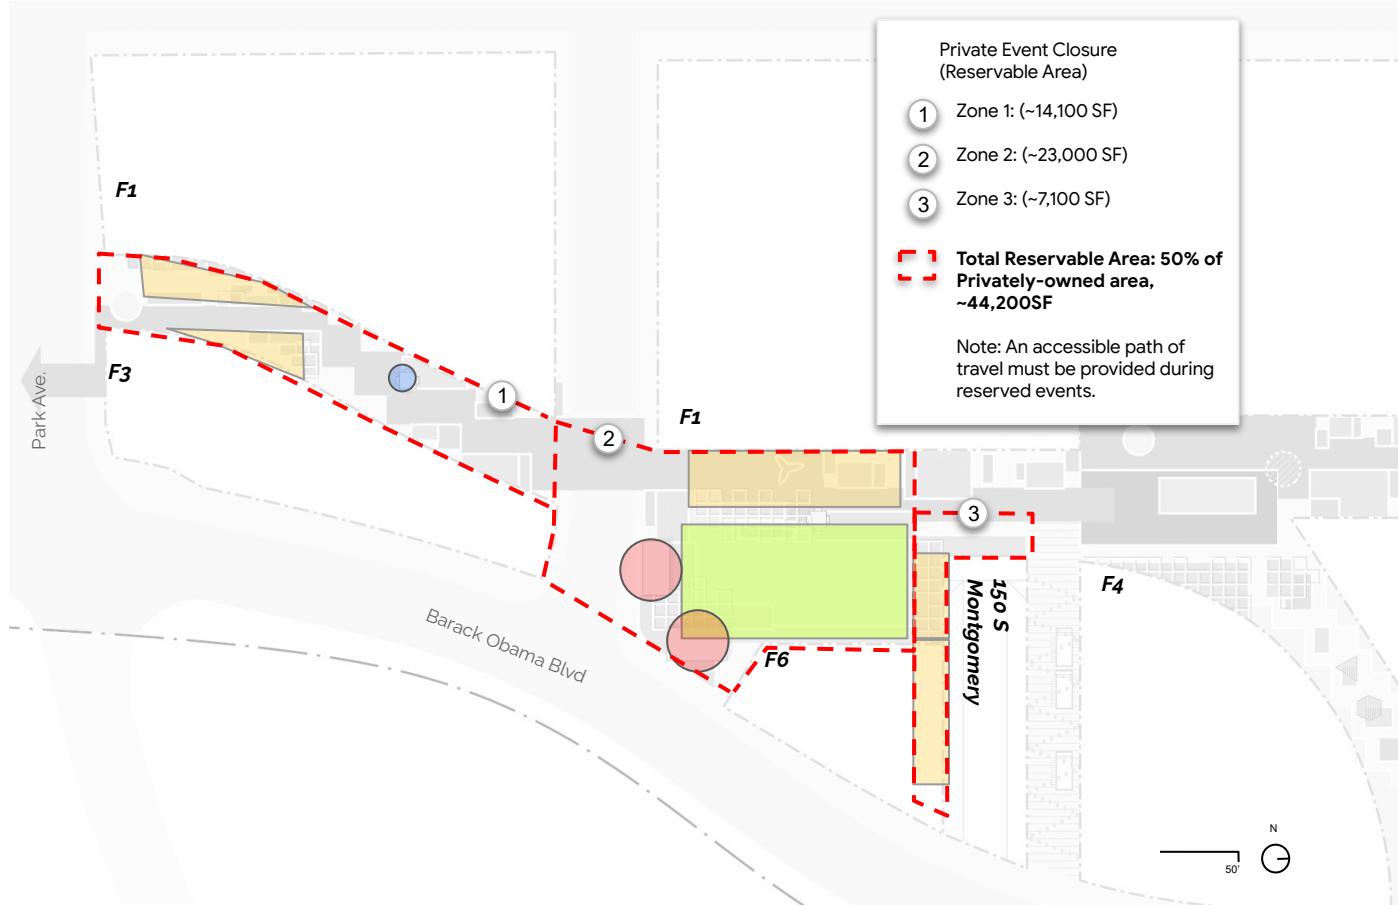 Private Event Closure
(Reservable Area)
1 Zone 1: (~14,100 SF)
2 Zone 2: (~23,000 SF)
3 Zone 3: (~7,100 SF)
Total Reservable Area: 50% of
Privately-owned area,
~44,200SF
Note: An accessible path of
travel must be provided during
reserved events.
F1
F3
Park Ave.
1
F1
2
3
F4
150 S
Montgomery
F6
Barack Obama Blvd
N
50'